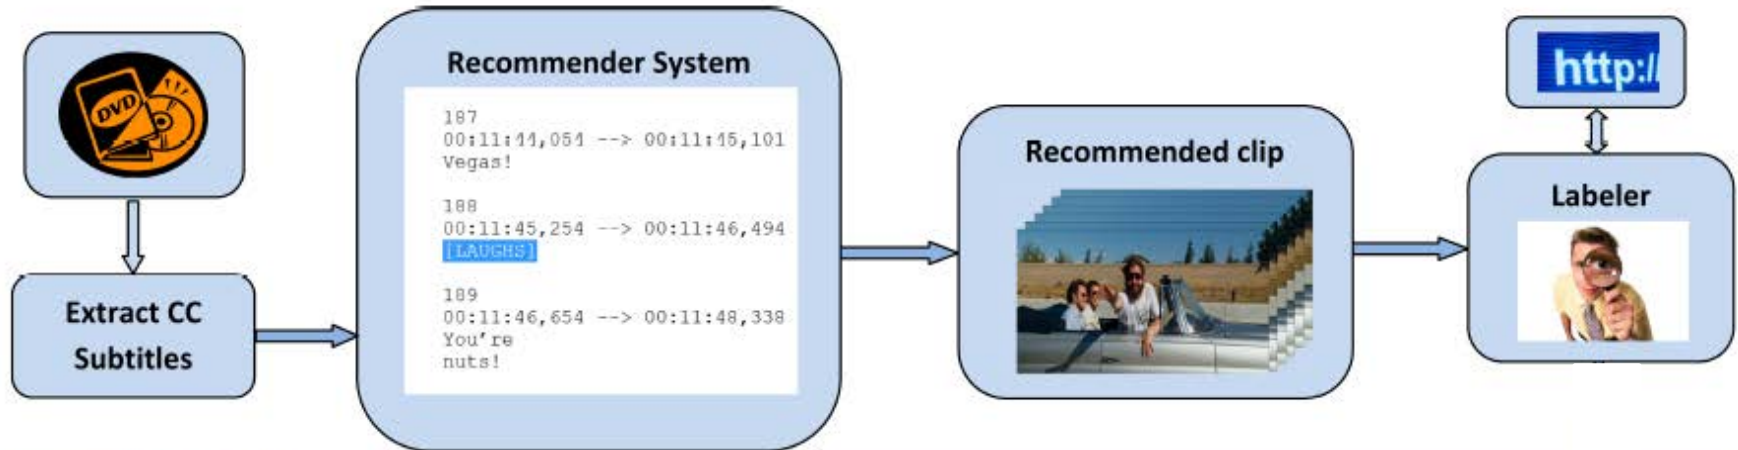 DVD
Extract CC
Subtitles
Recommender System
187
00:11:44,054 --> 00:11:45,101
Vegas!
188
00:11:45,254 --> 00:11:46,494
[LAUGHS]
189
00:11:46,654 --> 00:11:48,338
You're
nuts!
Recommended clip
http://
Labeler